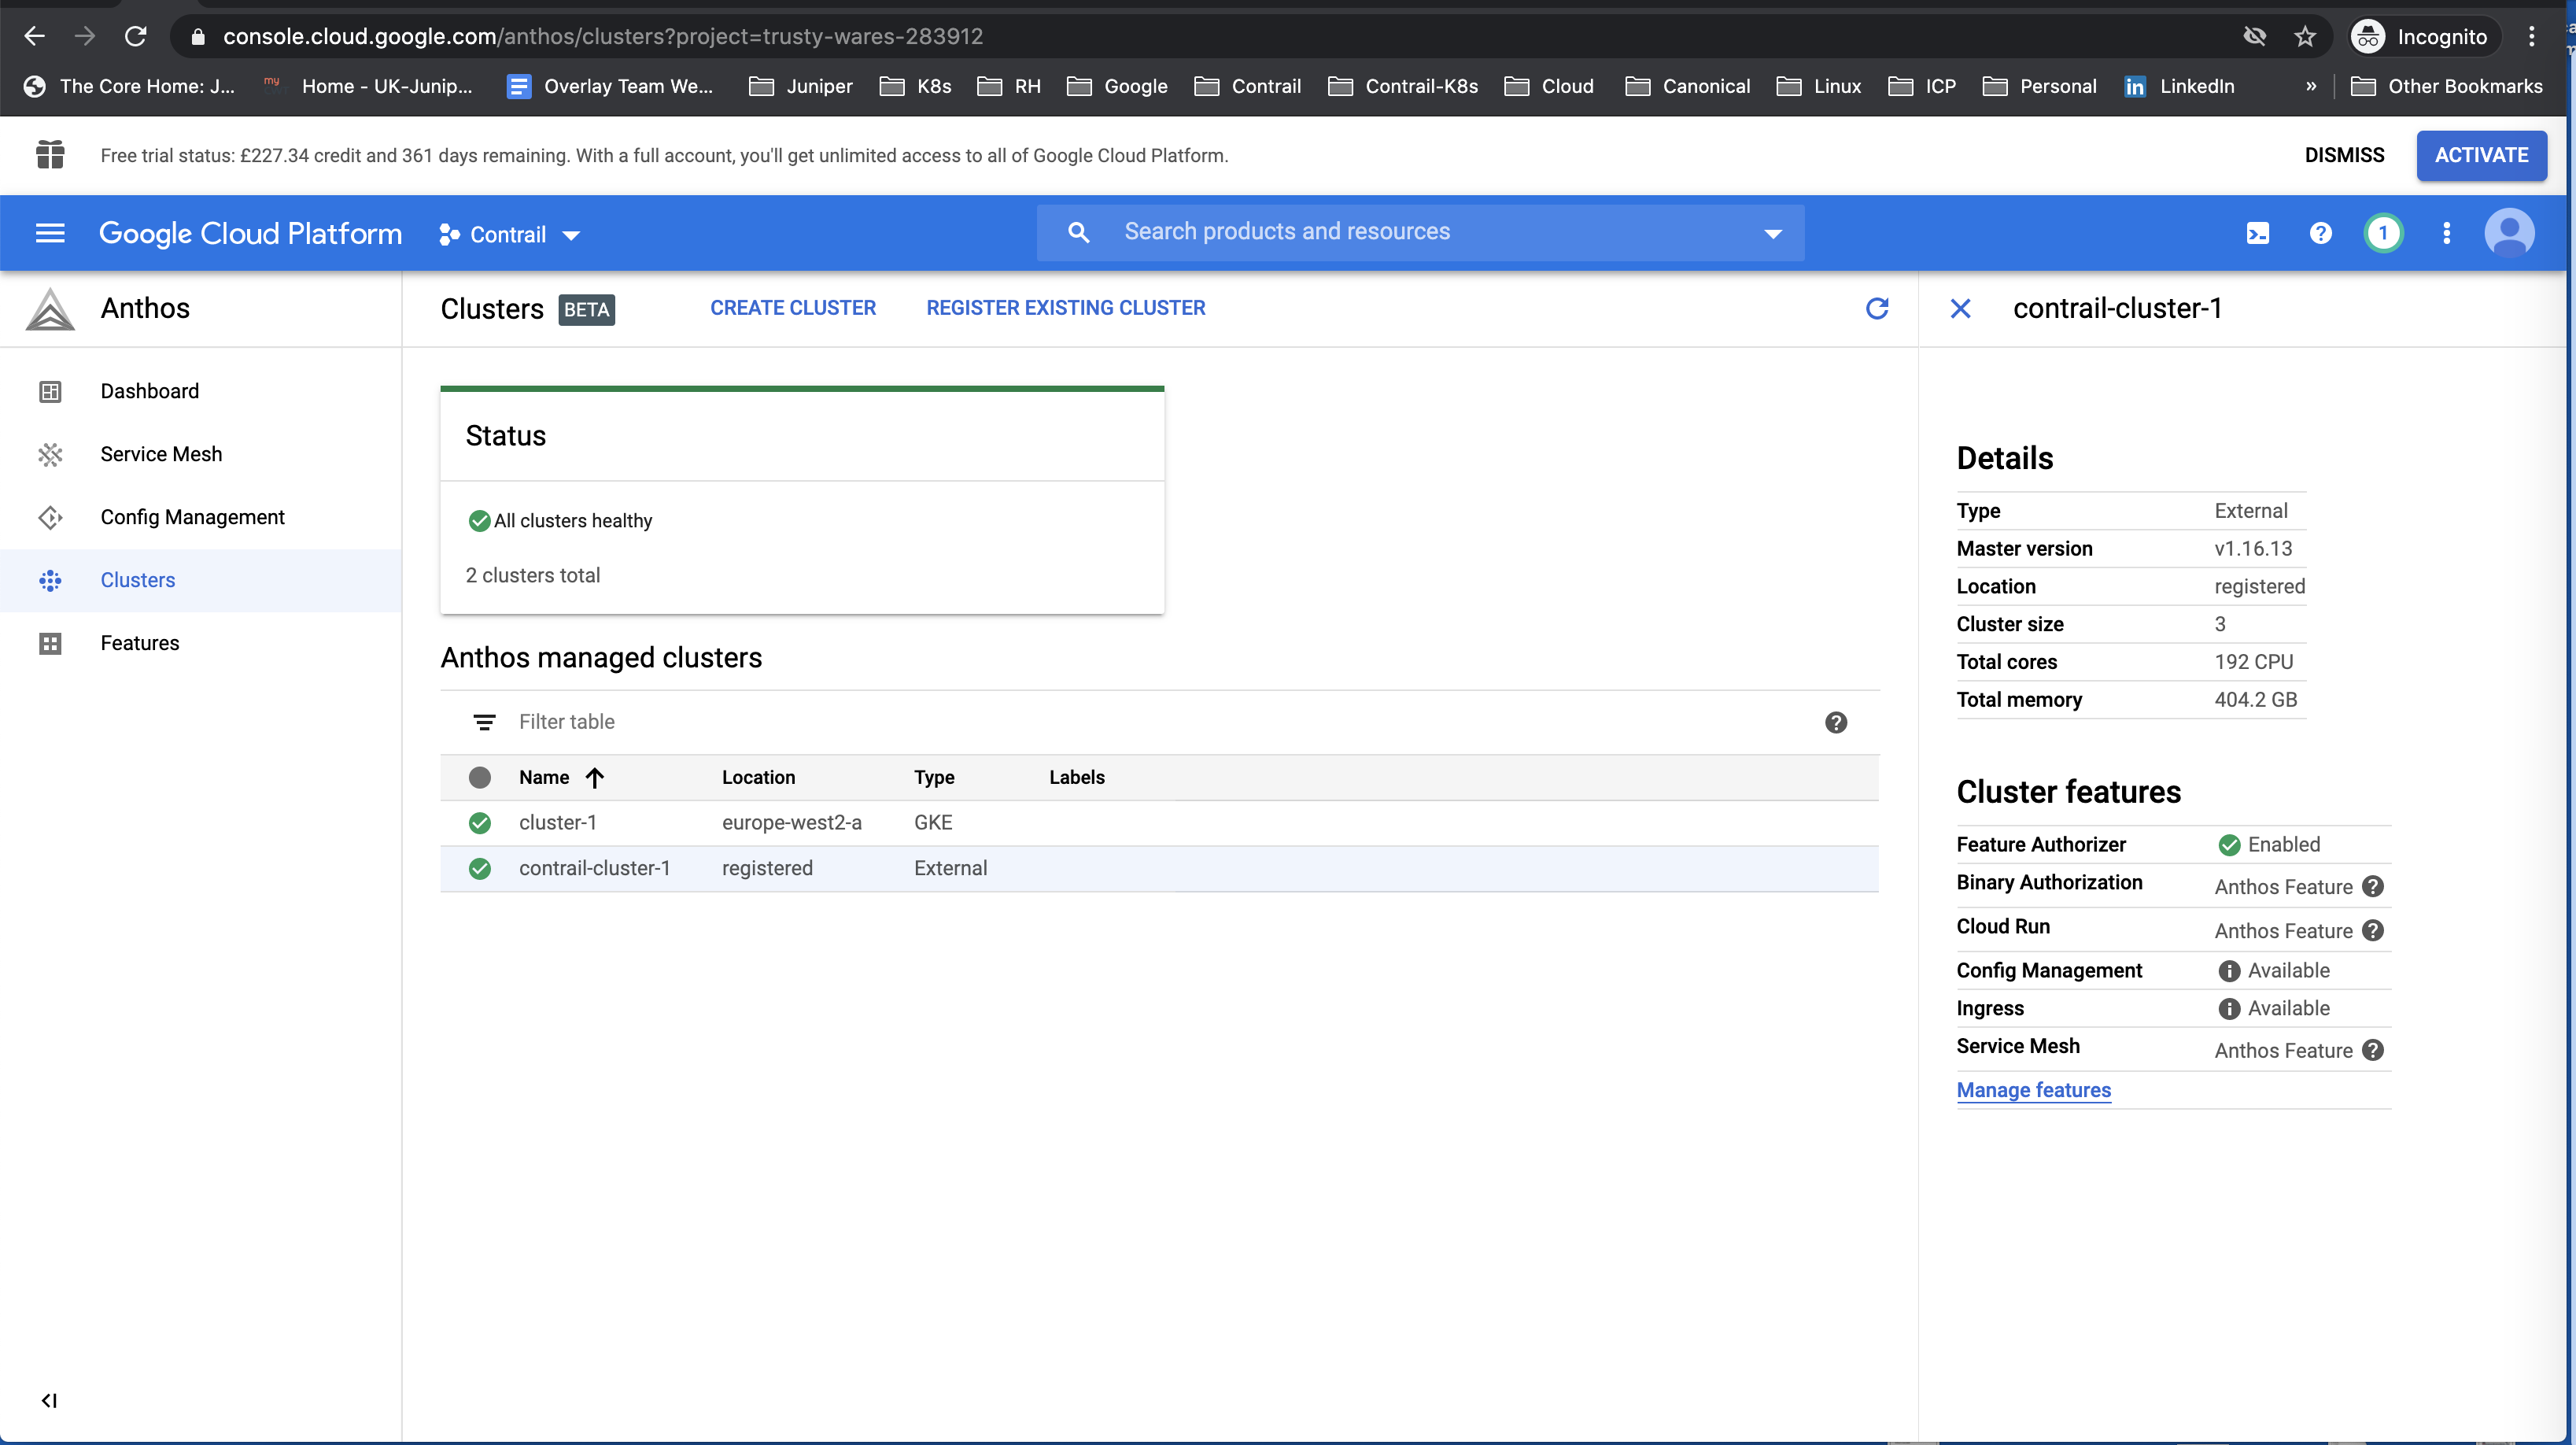 console.cloud.google.com/anthos/clusters?project=trusty-wares-283912
Incognito
The Core Home: J...
my
Home - UK-Junip...
Overlay Team We...
Juniper
K8s
RH
Google
Contrail
Contrail-K8s
Cloud
Canonical
Linux
ICP
Personal
in
LinkedIn
»
Other Bookmarks
Free trial status: £227.34 credit and 361 days remaining. With a full account, you'll get unlimited access to all of Google Cloud Platform.
DISMISS
ACTIVATE
Google Cloud Platform
Contrail
Search products and resources
1
Anthos
Dashboard
Service Mesh
Config Management
Clusters
Features
Clusters BETA
CREATE CLUSTER
REGISTER EXISTING CLUSTER
Status
All clusters healthy
2 clusters total
Anthos managed clusters
Filter table
Name Location Type Labels
cluster-1 europe-west2-a GKE
contrail-cluster-1 registered External
contrail-cluster-1
Details
Type External
Master version v1.16.13
Location registered
Cluster size 3
Total cores 192 CPU
Total memory 404.2 GB
Cluster features
Feature Authorizer Enabled
Binary Authorization Anthos Feature
Cloud Run Anthos Feature
Config Management Available
Ingress Available
Service Mesh Anthos Feature
Manage features